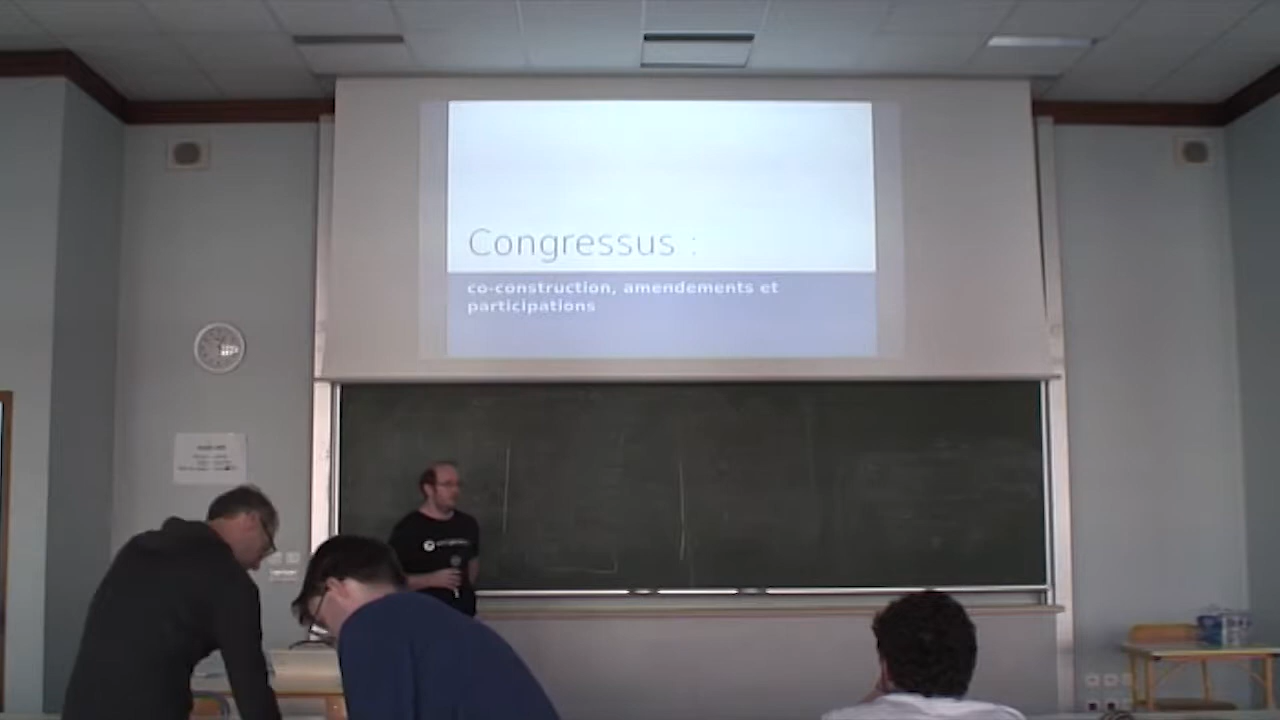 Congressus :
co-construction, amendements et
participations